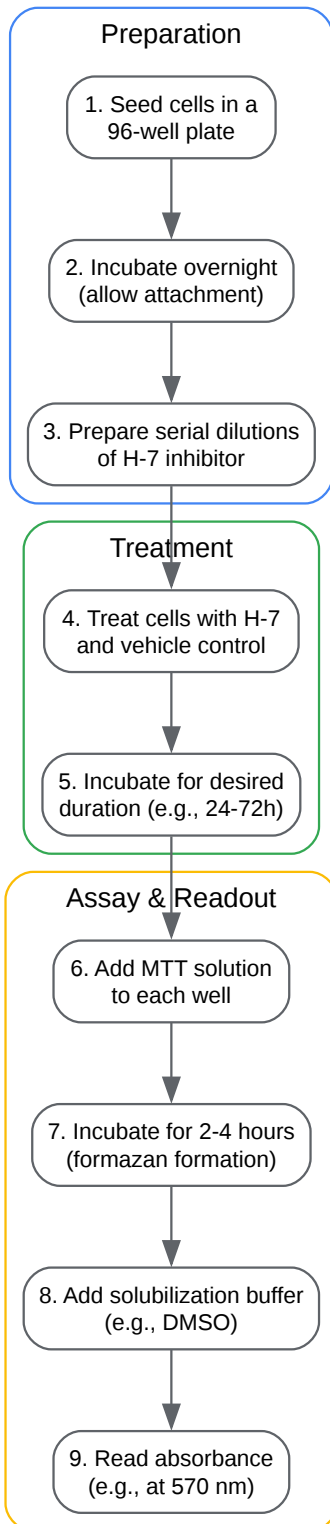 Preparation
1. Seed cells in a
96-well plate
2. Incubate overnight
(allow attachment)
3. Prepare serial dilutions
of H-7 inhibitor
Treatment
4. Treat cells with H-7
and vehicle control
5. Incubate for desired
duration (e.g., 24-72h)
Assay & Readout
6. Add MTT solution
to each well
7. Incubate for 2-4 hours
(formazan formation)
8. Add solubilization buffer
(e.g., DMSO)
9. Read absorbance
(e.g., at 570 nm)